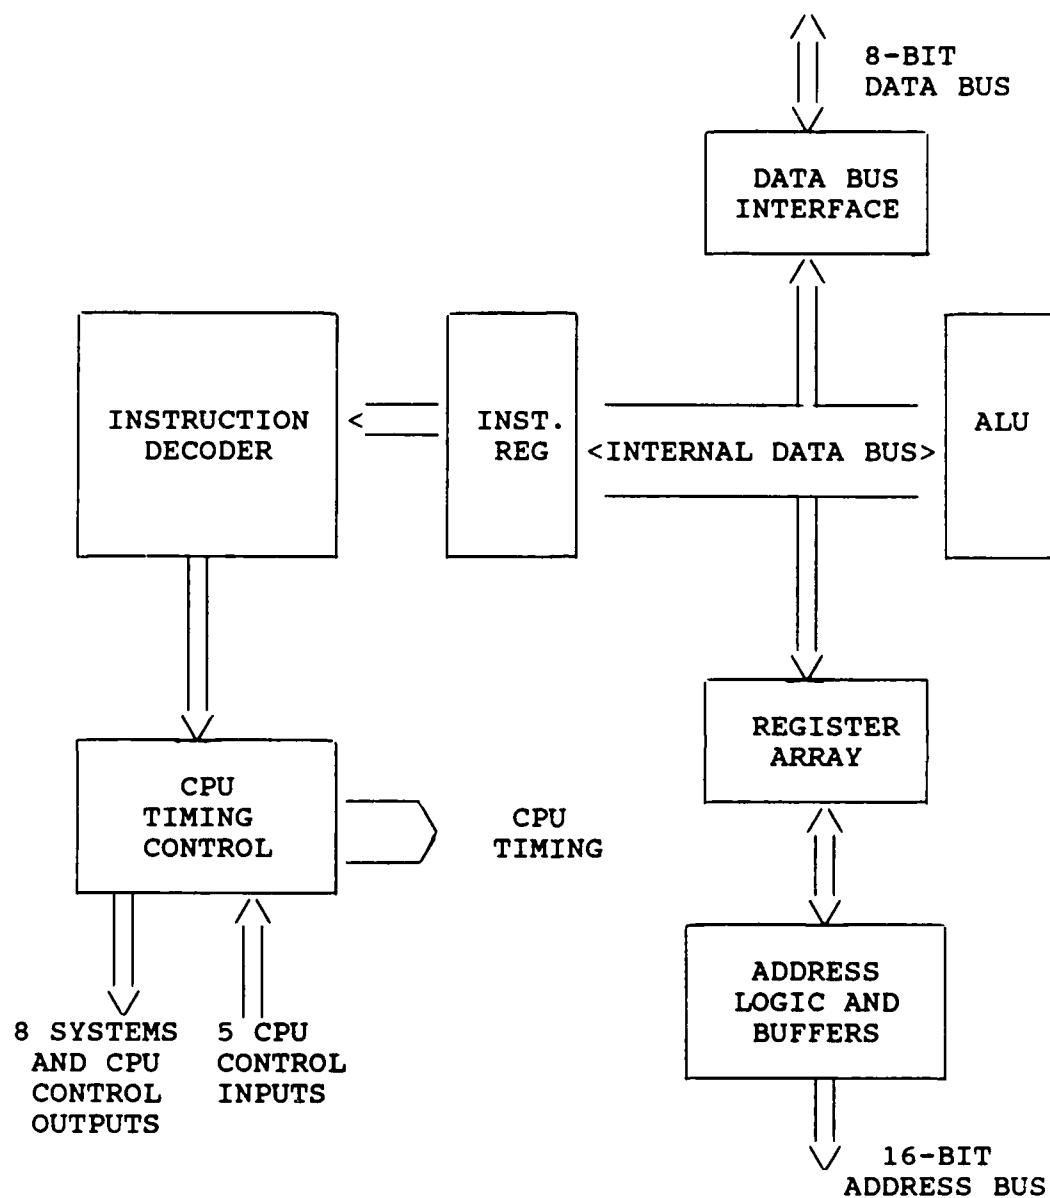 8-BIT
DATA BUS
DATA BUS
INTERFACE
INSTRUCTION
DECODER
INST.
REG
<INTERNAL DATA BUS>
ALU
REGISTER
ARRAY
CPU
TIMING
CONTROL
CPU
TIMING
ADDRESS
LOGIC AND
BUFFERS
8 SYSTEMS
AND CPU
CONTROL
OUTPUTS
5 CPU
CONTROL
INPUTS
16-BIT
ADDRESS BUS